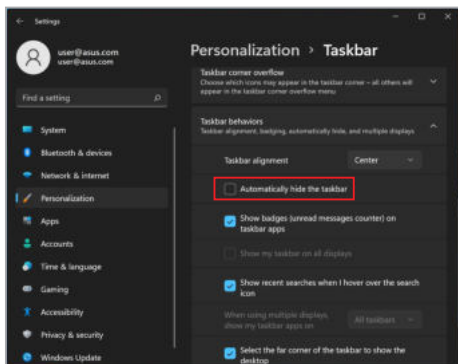 Settings
user@asus.com
user@asus.com
Find a setting
System
Bluetooth & devices
Network & internet
Personalization
Apps
Accounts
Time & language
Gaming
Accessibility
Privacy & security
Windows Update
Personalization > Taskbar
Taskbar corner overflow
Choose which icons may appear in the taskbar corner – all others will
appear in the taskbar corner overflow menu
Taskbar behaviors
Taskbar alignment, badging, automatically hide, and multiple displays
Taskbar alignment
Center
Automatically hide the taskbar
Show badges (unread messages counter) on
taskbar apps
Show my taskbar on all displays
Show recent searches when I hover over the search
icon
When using multiple displays,
show my taskbar apps on
All taskbars
Select the far corner of the taskbar to show the
desktop